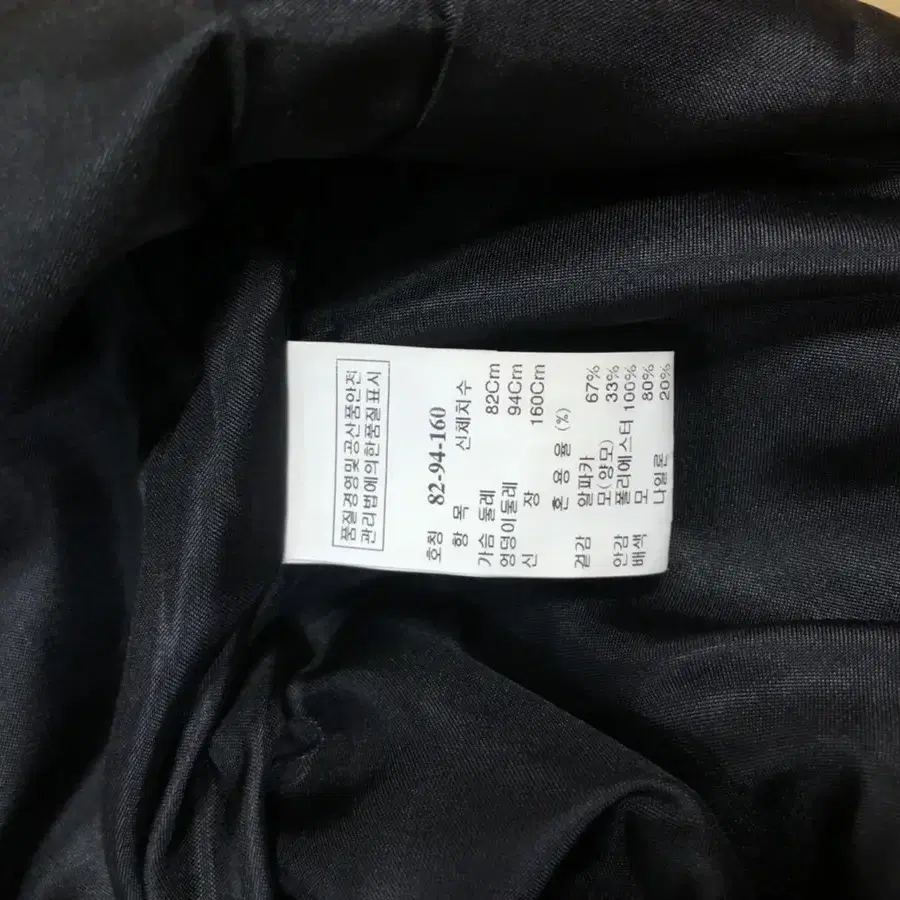 품질경영및공산품안전
관리법에의한품질표시
호칭 82-94-160
항 목 신체치수
가슴 둘레 82Cm
엉덩이둘레 94Cm
신 장 160Cm
혼 용 율 (%)
겉감 알파카 67%
모(양모) 33%
안감 폴리에스터 100%
배색 모 80%
나일론 20%